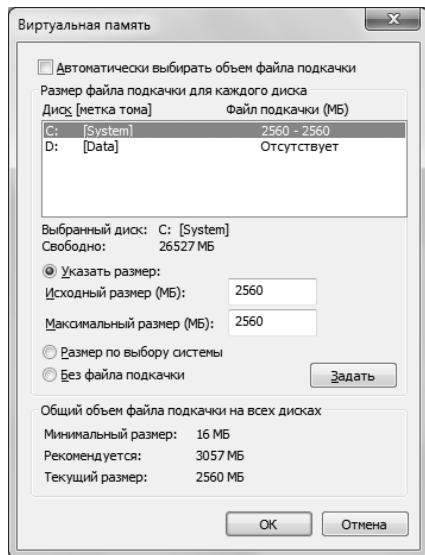 Виртуальная память
x
Автоматически выбирать объем файла подкачки
Размер файла подкачки для каждого диска
Диск [метка тома] Файл подкачки (МБ)
C: [System] 2560 - 2560
D: [Data] Отсутствует
Выбранный диск: C: [System]
Свободно: 26527 МБ
Указать размер:
Исходный размер (МБ): 2560
Максимальный размер (МБ): 2560
Размер по выбору системы
Без файла подкачки Задать
Общий объем файла подкачки на всех дисках
Минимальный размер: 16 МБ
Рекомендуется: 3057 МБ
Текущий размер: 2560 МБ
OK Отмена